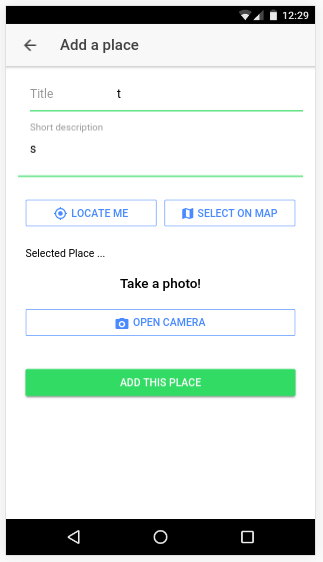 12:29
Add a place
Title t
Short description
s
LOCATE ME SELECT ON MAP
Selected Place ...
Take a photo!
OPEN CAMERA
ADD THIS PLACE